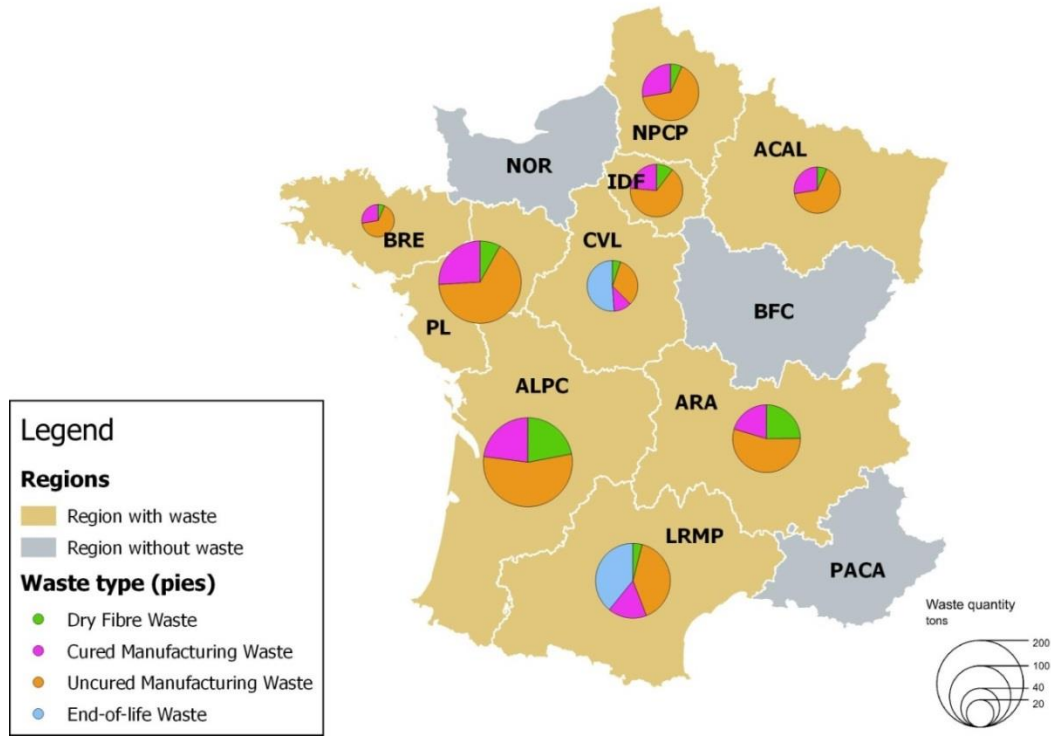 NPCP
ACAL
NOR
IDF
BRE
CVL
PL
BFC
ALPC
ARA
LRMP
PACA
Legend
Regions
Region with waste
Region without waste
Waste type (pies)
Dry Fibre Waste
Cured Manufacturing Waste
Uncured Manufacturing Waste
End-of-life Waste
Waste quantity
tons
200
100
40
20